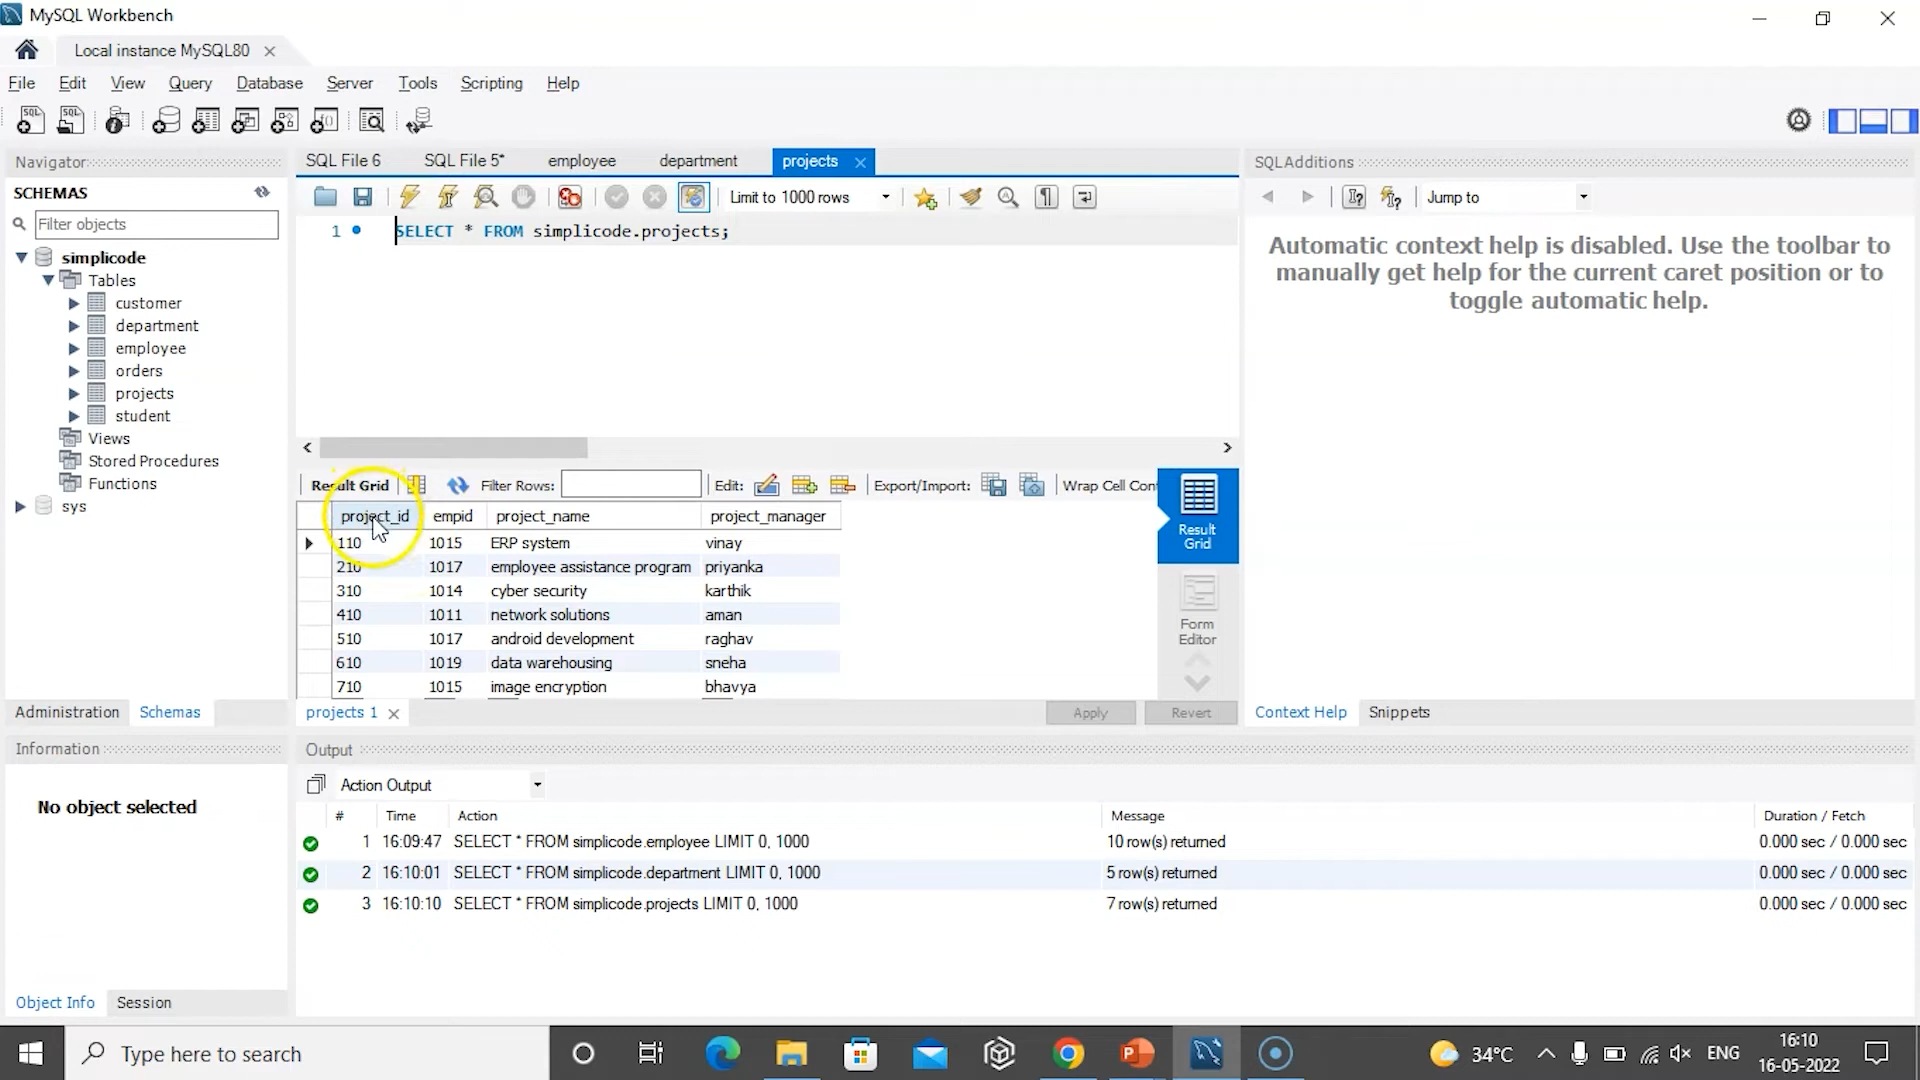 MySQL Workbench
Local instance MySQL80
File Edit View Query Database Server Tools Scripting Help
Navigator
SCHEMAS
Filter objects
simplicode
Tables
customer
department
employee
orders
projects
student
Views
Stored Procedures
Functions
sys
Administration Schemas
Information
No object selected
Object Info Session
SQL File 6 SQL File 5* employee department projects
Limit to 1000 rows
1 SELECT * FROM simplicode.projects;
Result Grid Filter Rows: Edit: Export/Import: Wrap Cell Cont
project_id empid project_name project_manager
110 1015 ERP system vinay
210 1017 employee assistance program priyanka
310 1014 cyber security karthik
410 1011 network solutions aman
510 1017 android development raghav
610 1019 data warehousing sneha
710 1015 image encryption bhavya
Result
Grid
Form
Editor
projects 1 Apply Revert
SQLAdditions
Jump to
Automatic context help is disabled. Use the toolbar to
manually get help for the current caret position or to
toggle automatic help.
Context Help Snippets
Output
Action Output
# Time Action Message Duration / Fetch
1 16:09:47 SELECT * FROM simplicode.employee LIMIT 0, 1000 10 row(s) returned 0.000 sec / 0.000 sec
2 16:10:01 SELECT * FROM simplicode.department LIMIT 0, 1000 5 row(s) returned 0.000 sec / 0.000 sec
3 16:10:10 SELECT * FROM simplicode.projects LIMIT 0, 1000 7 row(s) returned 0.000 sec / 0.000 sec
Type here to search
34°C
ENG
16:10
16-05-2022